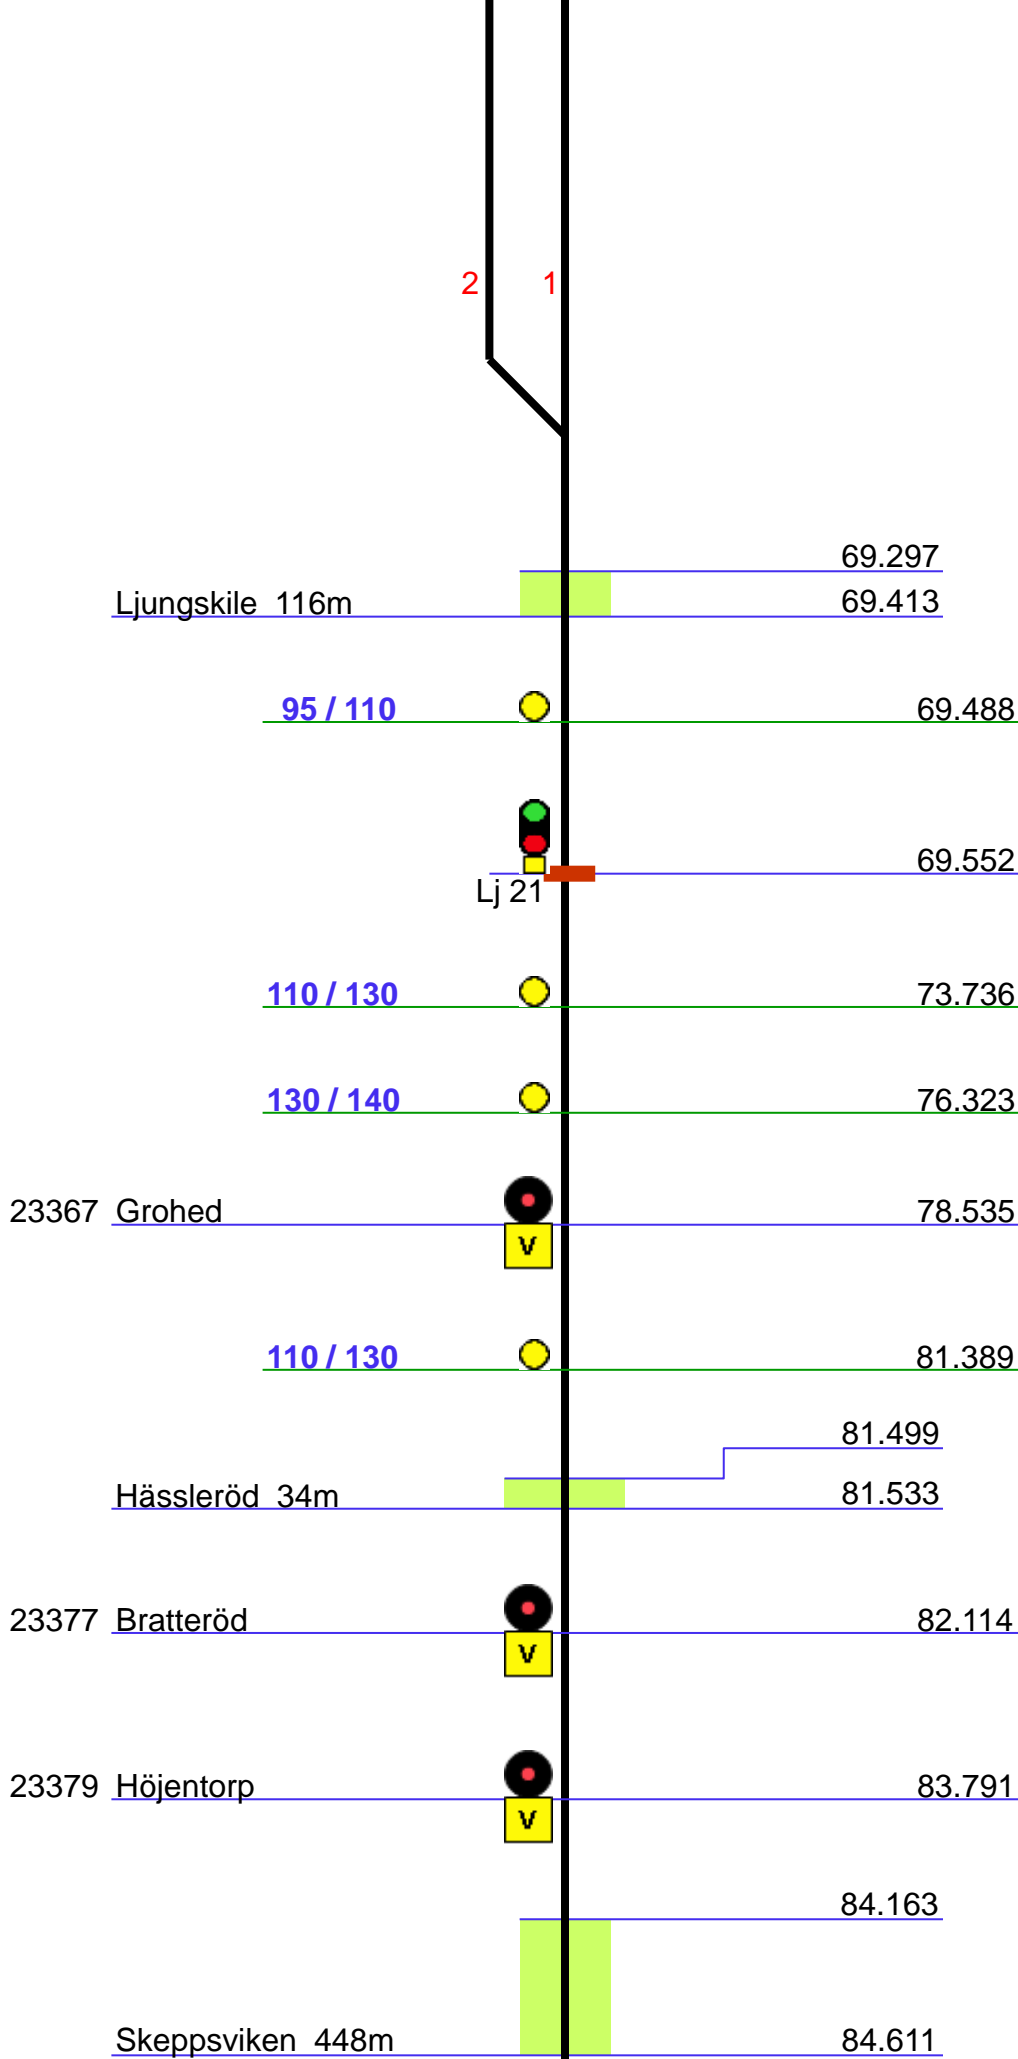 2 1
69.297
Ljungskile 116m 69.413
95 / 110 69.488
69.552
Lj 21
110 / 130 73.736
130 / 140 76.323
23367 Grohed 78.535
V
110 / 130 81.389
81.499
Hässleröd 34m 81.533
23377 Bratteröd 82.114
V
23379 Höjentorp 83.791
V
84.163
Skeppsviken 448m 84.611